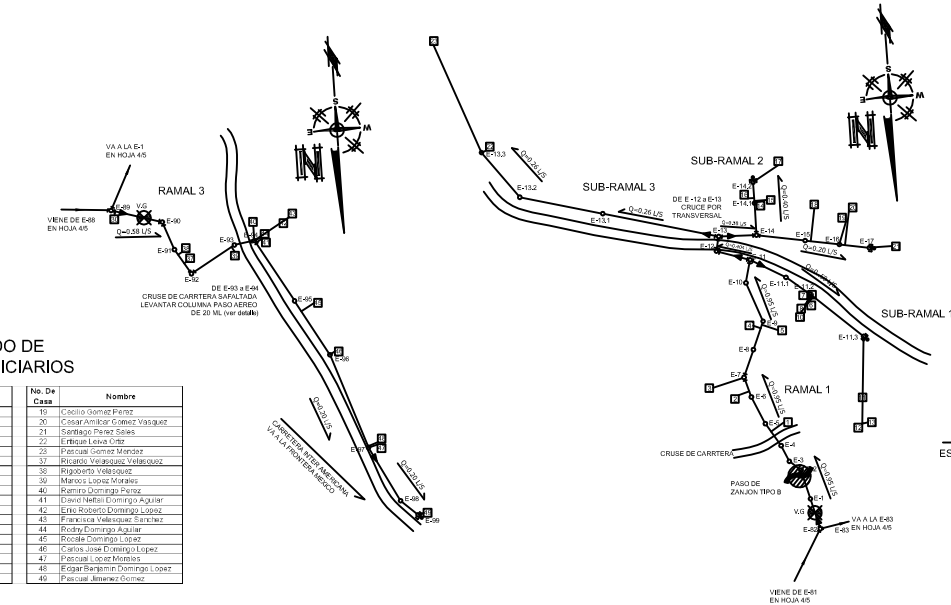 VA A LA E-1
EN HOJA 4/5
RAMAL 3
VIENE DE E-88
EN HOJA 4/5
E-89
V.G
E-90
Q=0.58 L/S
E-91
E-92
E-93
E-94
DE E-93 a E-94
CRUSE DE CARRTERA SAFALTADA
LEVANTAR COLUMNA PASO AEREO
DE 20 ML (ver detalle)
E-95
E-96
Q=0.20 L/S
CARRETERA INTER AMERICANA
VA A LA FRONTERA MEXICO
E-97
Q=0.20 L/S
E-98
E-99
S
E
W
N
S
E
W
N
E-13,3
Q=0.26 L/S
E-13.2
SUB-RAMAL 3
E-13.1
Q=0.26 L/S
SUB-RAMAL 2
DE E -12 a E-13
CRUCE POR
TRANSVERSAL
E-14,2
E-14,1
Q=0.40 L/S
E-13
E-14
E-15
E-16
E-17
Q=0.20 L/S
E-12
E-10
E-11.1
E-11,2
Q=0.95 L/S
E-9
SUB-RAMAL 1
E-11,3
E-8
E-7
RAMAL 1
E-6
Q=0.95 L/S
E-5
E-4
CRUSE DE CARRTERA
E-3
PASO DE
ZANJON TIPO B
Q=0.95 L/S
E-1
V.G
E-82
E-83
VA A LA E-83
EN HOJA 4/5
VIENE DE E-81
EN HOJA 4/5
ES
DO DE
ICIARIOS
No. De Casa Nombre
19 Cecilio Gomez Perez
20 Cesar Amilcar Gomez Vasquez
21 Santiago Perez Sales
22 Enrique Leiva Ortiz
23 Pascual Gomez Mendez
37 Ricardo Velasquez Velasquez
38 Rigoberto Velasquez
39 Marcos Lopez Morales
40 Ramiro Domingo Perez
41 David Neftali Domingo Aguilar
42 Enio Roberto Domingo Lopez
43 Francisca Velasquez Sanchez
44 Rodny Domingo Aguilar
45 Rocale Domingo Lopez
46 Carlos Jose Domingo Lopez
47 Pascual Lopez Morales
48 Edgar Benjamin Domingo Lopez
49 Pascual Jimenez Gomez